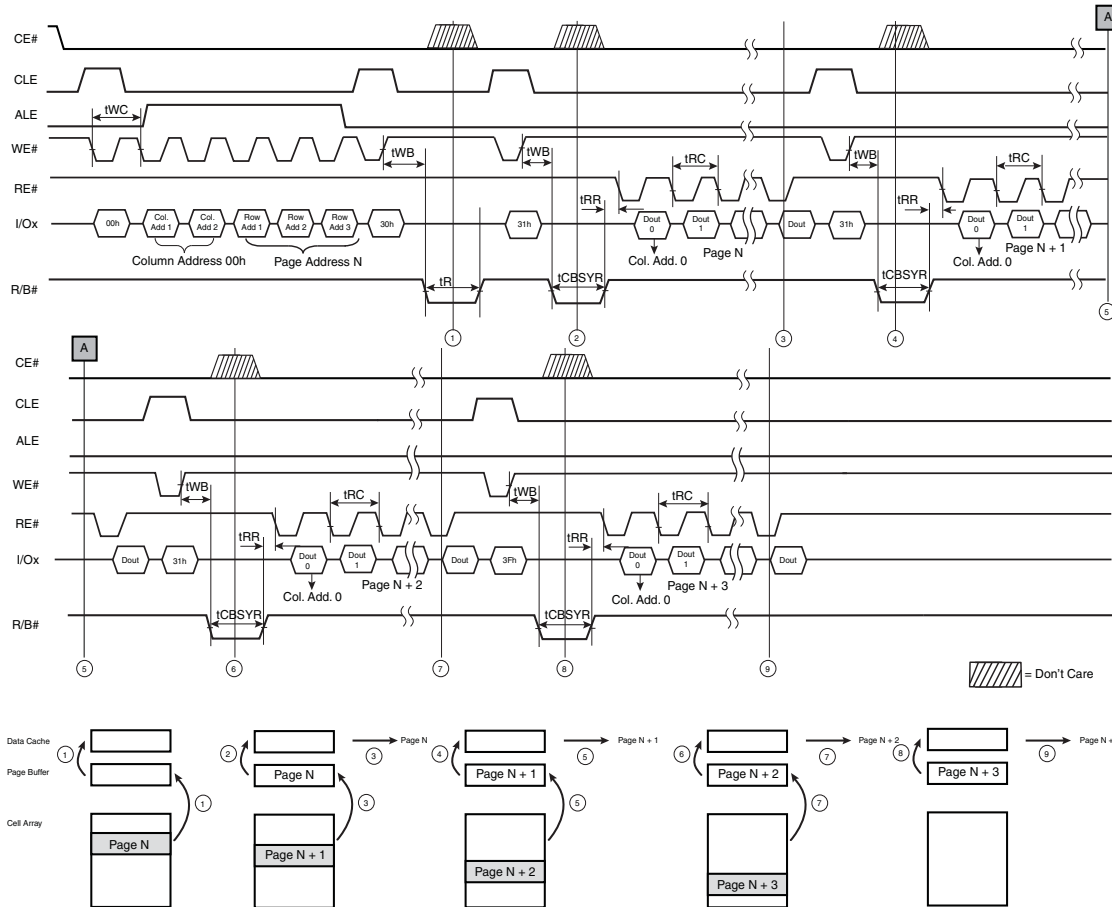 A
CE#
CLE
ALE
tWC
WE#
tWB
tWB
tWB
tRC
tRC
RE#
tRR
tRR
I/Ox
00h
Col. Add 1
Col. Add 2
Row Add 1
Row Add 2
Row Add 3
30h
31h
Dout 0
Dout 1
Dout
31h
Dout 0
Dout 1
Column Address 00h
Page Address N
Col. Add. 0
Page N
Col. Add. 0
Page N + 1
R/B#
tR
tCBSYR
tCBSYR
1
2
3
4
5
A
CE#
CLE
ALE
WE#
tWB
tWB
tRC
tRC
RE#
tRR
tRR
I/Ox
Dout
31h
Dout 0
Dout 1
Dout
3Fh
Dout 0
Dout 1
Dout
Page N + 2
Page N + 3
Col. Add. 0
Col. Add. 0
R/B#
tCBSYR
tCBSYR
5
6
7
8
9
= Don't Care
Data Cache
1
2
3
Page N
4
5
Page N + 1
6
7
Page N + 2
8
9
Page N +
Page Buffer
Page N
Page N + 1
Page N + 2
Page N + 3
1
3
5
7
Cell Array
Page N
Page N + 1
Page N + 2
Page N + 3